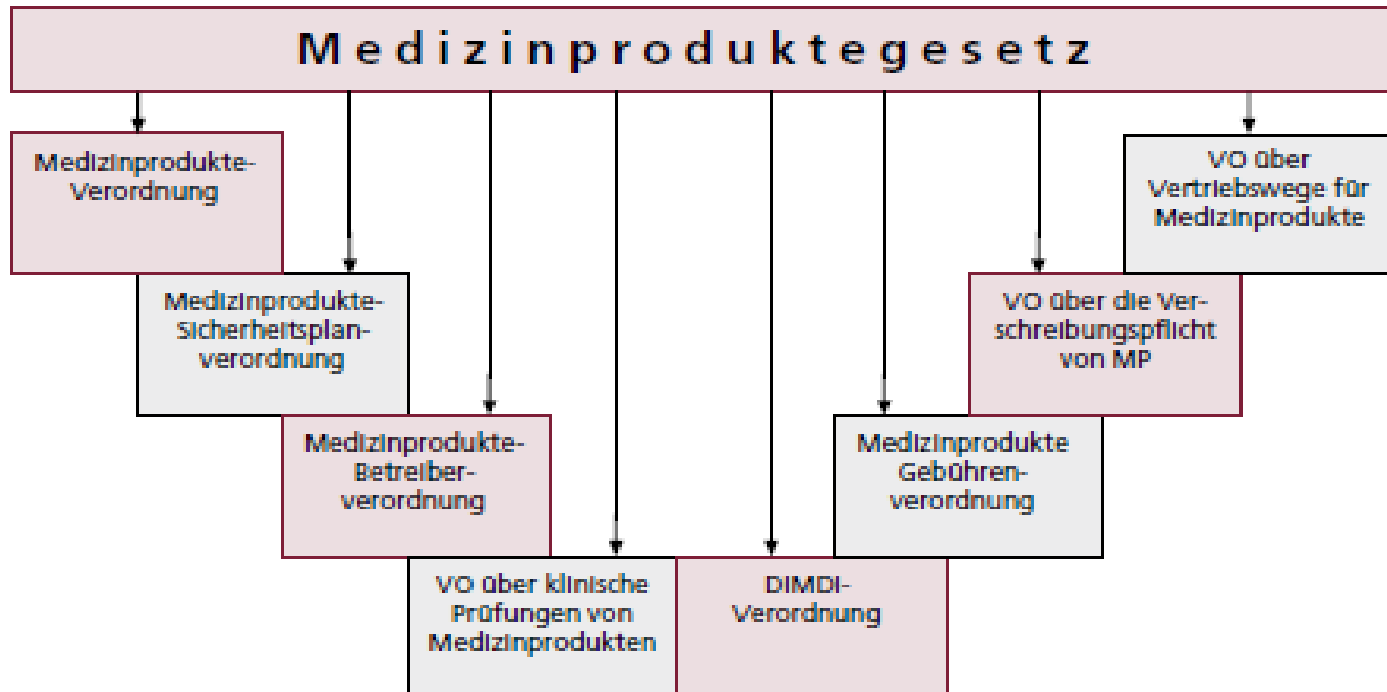 Medizinproduktegesetz
Medizinprodukte-
Verordnung
VO über
Vertriebswege für
Medizinprodukte
Medizinprodukte-
Sicherheitsplan-
verordnung
VO über die Ver-
schreibungspflicht
von MP
Medizinprodukte-
Betreiber-
verordnung
Medizinprodukte
Gebühren-
verordnung
VO über klinische
Prüfungen von
Medizinprodukten
DIMDI-
Verordnung